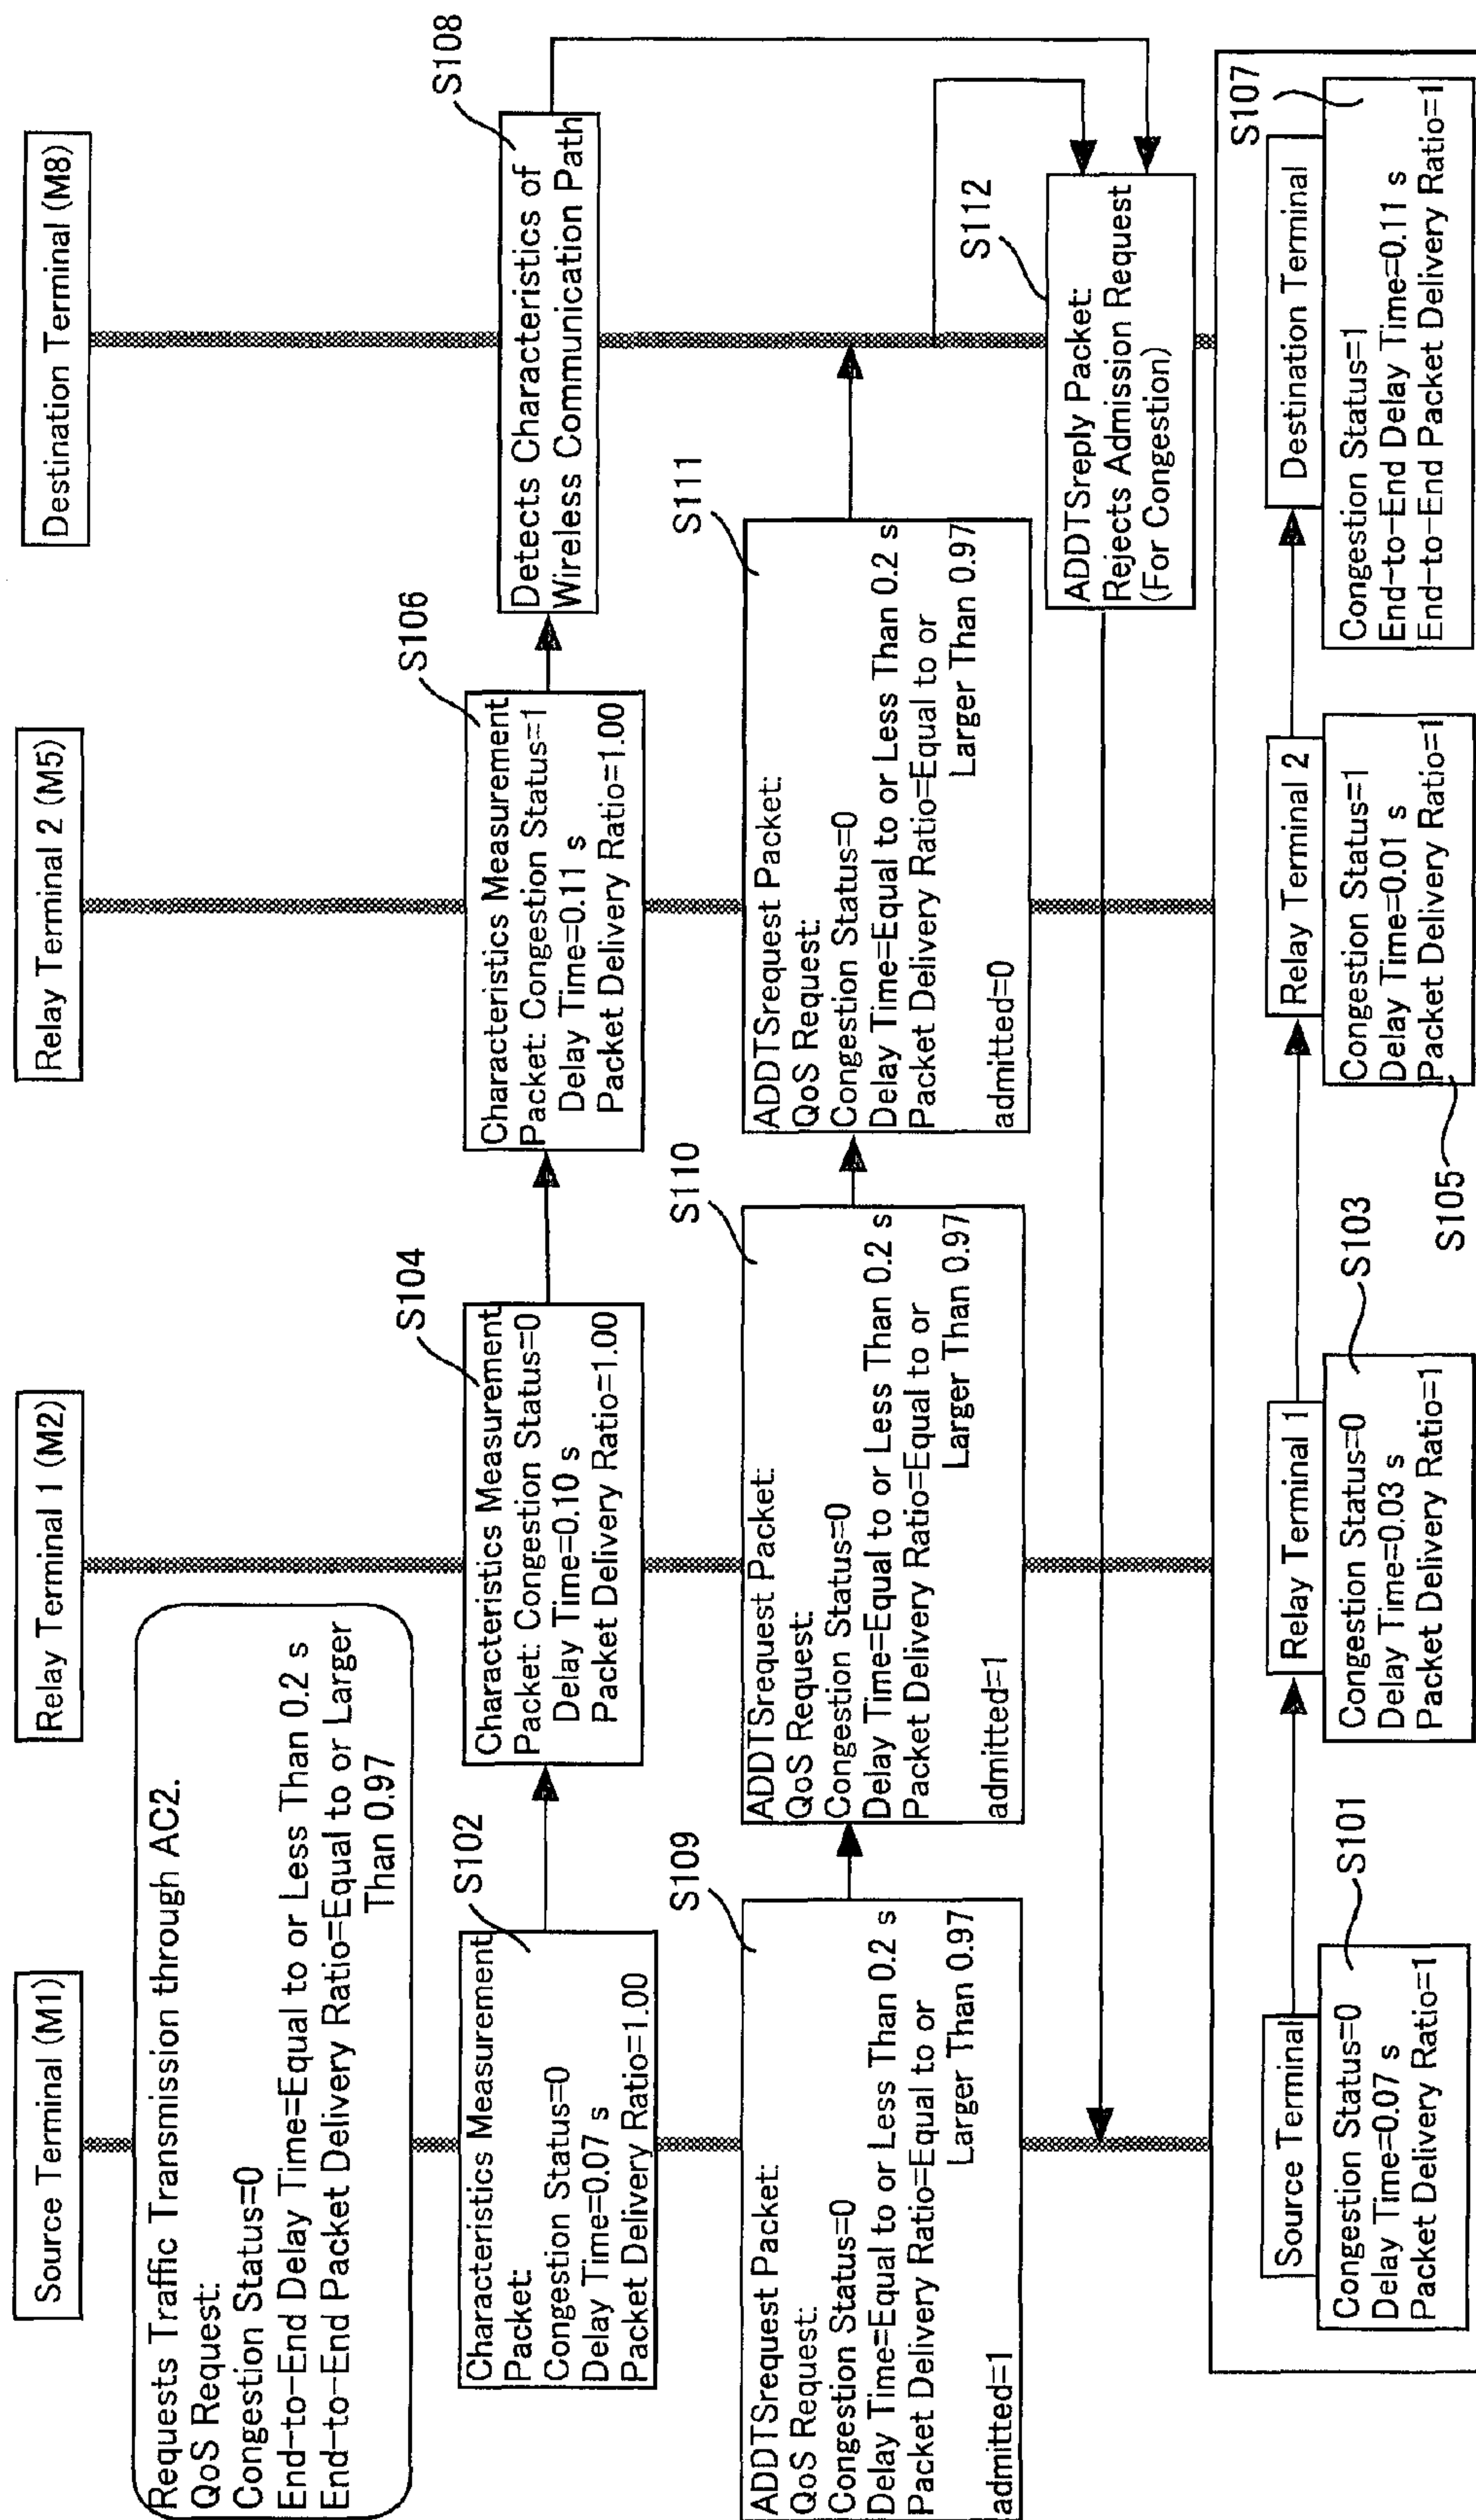 Source Terminal (M1)
Relay Terminal 1 (M2)
Relay Terminal 2 (M5)
Destination Terminal (M8)
Requests Traffic Transmission through AC2.
QoS Request:
Congestion Status=0
End-to-End Delay Time=Equal to or Less Than 0.2 s
End-to-End Packet Delivery Ratio=Equal to or Larger
Than 0.97
S102
Characteristics Measurement
Packet:
Congestion Status=0
Delay Time=0.07 s
Packet Delivery Ratio=1.00
S104
Characteristics Measurement
Packet: Congestion Status=0
Delay Time=0.10 s
Packet Delivery Ratio=1.00
S106
Characteristics Measurement
Packet: Congestion Status=1
Delay Time=0.11 s
Packet Delivery Ratio=1.00
S108
Detects Characteristics of
Wireless Communication Path
S109
ADDTSrequest Packet:
QoS Request:
Congestion Status=0
Delay Time=Equal to or Less Than 0.2 s
Packet Delivery Ratio=Equal to or
Larger Than 0.97
admitted=1
S110
ADDTSrequest Packet:
QoS Request:
Congestion Status=0
Delay Time=Equal to or Less Than 0.2 s
Packet Delivery Ratio=Equal to or
Larger Than 0.97
admitted=1
S111
ADDTSrequest Packet:
QoS Request:
Congestion Status=0
Delay Time=Equal to or Less Than 0.2 s
Packet Delivery Ratio=Equal to or
Larger Than 0.97
admitted=0
S112
ADDTSreply Packet:
Rejects Admission Request
(For Congestion)
Source Terminal
S101
Congestion Status=0
Delay Time=0.07 s
Packet Delivery Ratio=1
Relay Terminal 1
S103
Congestion Status=0
Delay Time=0.03 s
Packet Delivery Ratio=1
Relay Terminal 2
Congestion Status=1
Delay Time=0.01 s
Packet Delivery Ratio=1
S105
Destination Terminal
S107
Congestion Status=1
End-to-End Delay Time=0.11 s
End-to-End Packet Delivery Ratio=1